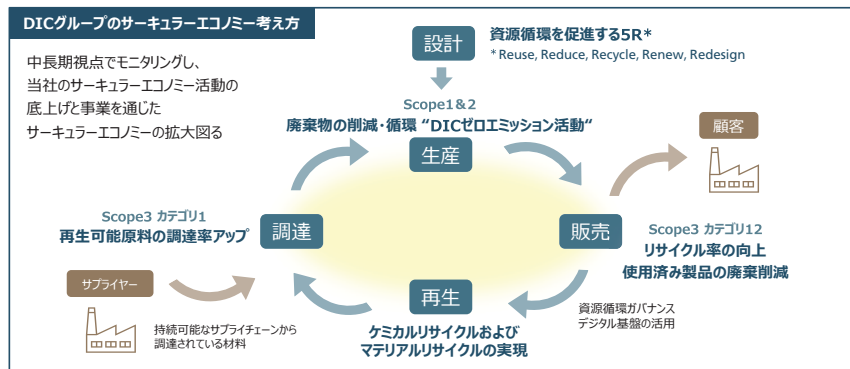 DICグループのサーキュラーエコノミー考え方
中長期視点でモニタリングし、
当社のサーキュラーエコノミー活動の
底上げと事業を通じた
サーキュラーエコノミーの拡大図る
設計
資源循環を促進する5R*
*Reuse, Reduce, Recycle, Renew, Redesign
Scope1&2
廃棄物の削減・循環 “DICゼロエミッション活動“
生産
顧客
Scope3 カテゴリ1
再生可能原料の調達率アップ
調達
販売
Scope3 カテゴリ12
リサイクル率の向上
使用済み製品の廃棄削減
サプライヤー
持続可能なサプライチェーンから
調達されている材料
再生
ケミカルリサイクルおよび
マテリアルリサイクルの実現
資源循環ガバナンス
デジタル基盤の活用